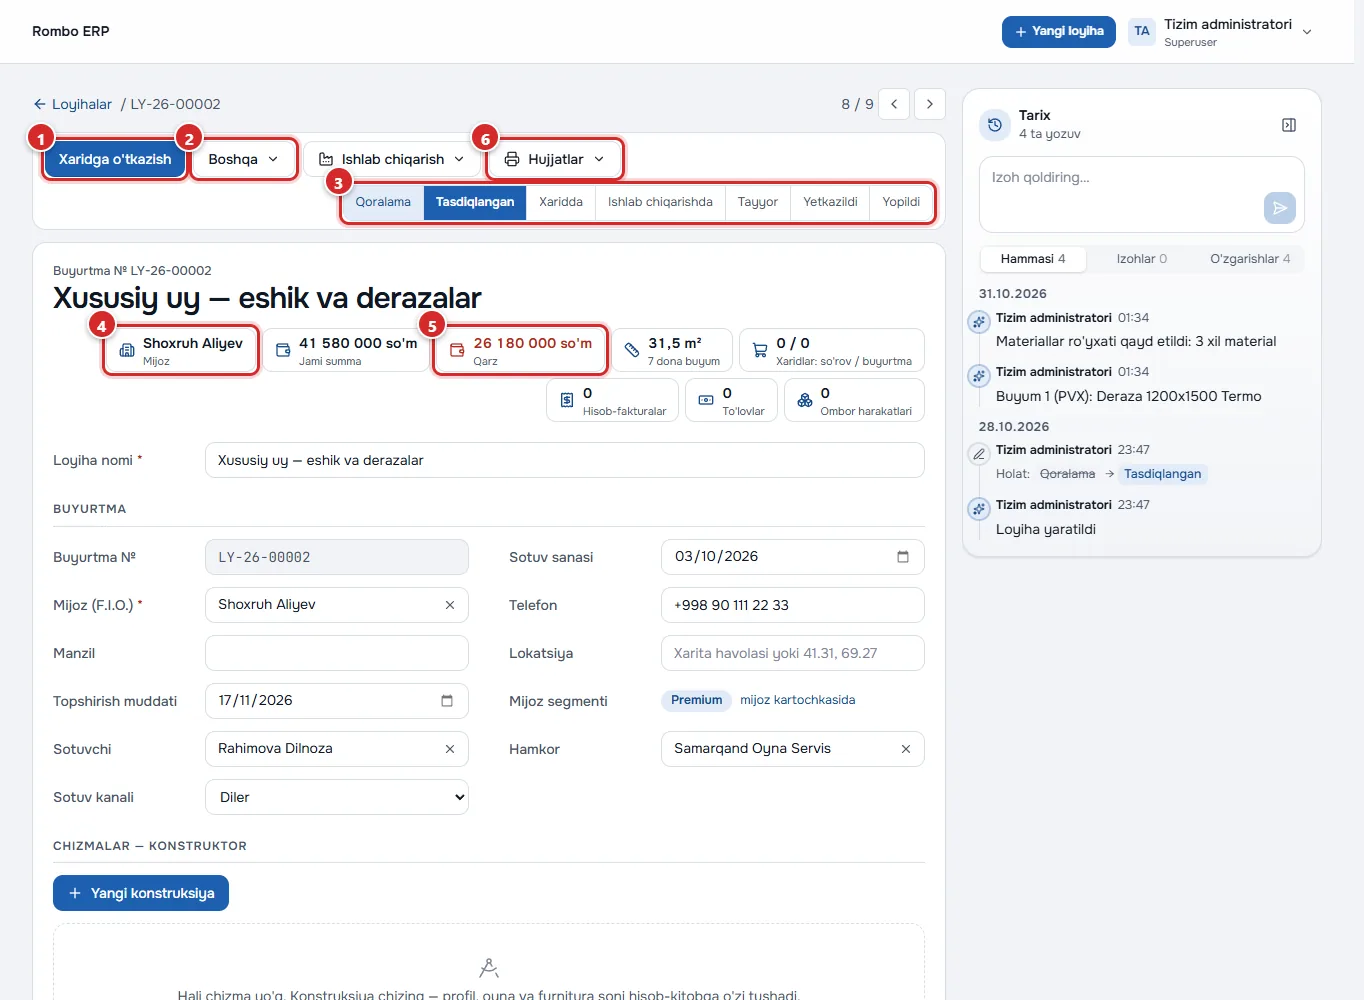 Rombo ERP
+ Yangi loyiha
TA
Tizim administratori
Superuser
← Loyihalar / LY-26-00002
8 / 9
1
2
6
Xaridga o'tkazish
Boshqa
Ishlab chiqarish
Hujjatlar
3
Qoralama
Tasdiqlangan
Xaridda
Ishlab chiqarishda
Tayyor
Yetkazildi
Yopildi
Buyurtma № LY-26-00002
Xususiy uy — eshik va derazalar
4
5
Shoxruh Aliyev
Mijoz
41 580 000 so'm
Jami summa
26 180 000 so'm
Qarz
31,5 m²
7 dona buyum
0 / 0
Xaridlar: so'rov / buyurtma
0
Hisob-fakturalar
0
To'lovlar
0
Ombor harakatlari
Loyiha nomi *
Xususiy uy — eshik va derazalar
BUYURTMA
Buyurtma №
LY-26-00002
Sotuv sanasi
03/10/2026
Mijoz (F.I.O.) *
Shoxruh Aliyev
Telefon
+998 90 111 22 33
Manzil
Lokatsiya
Xarita havolasi yoki 41.31, 69.27
Topshirish muddati
17/11/2026
Mijoz segmenti
Premium
mijoz kartochkasida
Sotuvchi
Rahimova Dilnoza
Hamkor
Samarqand Oyna Servis
Sotuv kanali
Diler
CHIZMALAR — KONSTRUKTOR
+ Yangi konstruksiya
Hali chizma yo'q. Konstruksiya chizing — profil, oyna va furnitura soni hisob-kitobga o'zi tushadi.
Tarix
4 ta yozuv
Izoh qoldiring...
Hammasi 4
Izohlar 0
O'zgarishlar 4
31.10.2026
Tizim administratori 01:34
Materiallar ro'yxati qayd etildi: 3 xil material
Tizim administratori 01:34
Buyum 1 (PVX): Deraza 1200x1500 Termo
28.10.2026
Tizim administratori 23:47
Holat: Qoralama → Tasdiqlangan
Tizim administratori 23:47
Loyiha yaratildi